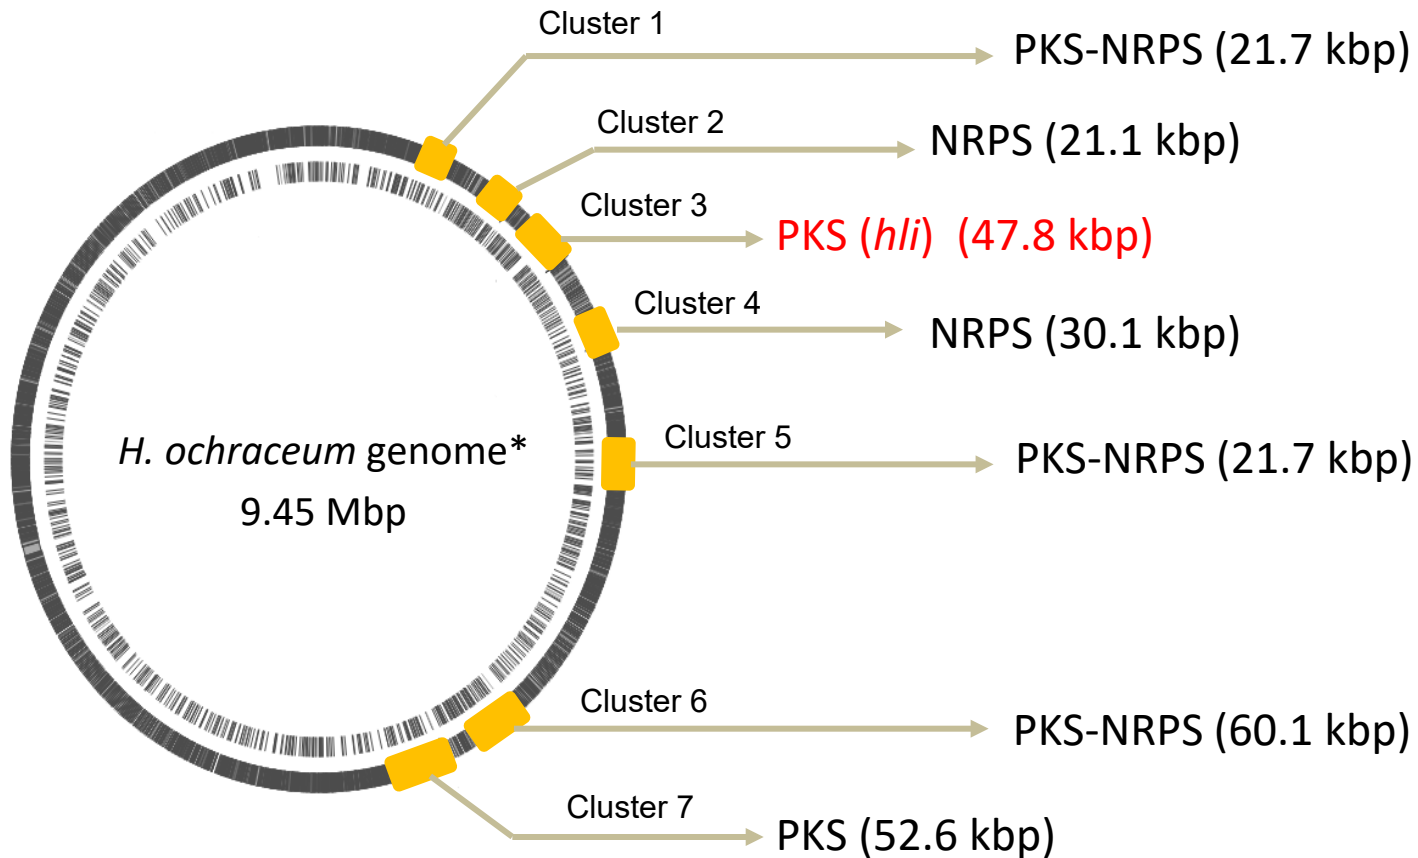 Cluster 1
PKS-NRPS (21.7 kbp)
Cluster 2
NRPS (21.1 kbp)
Cluster 3
PKS (hli) (47.8 kbp)
Cluster 4
NRPS (30.1 kbp)
H. ochraceum genome*
9.45 Mbp
Cluster 5
PKS-NRPS (21.7 kbp)
Cluster 6
PKS-NRPS (60.1 kbp)
Cluster 7
PKS (52.6 kbp)